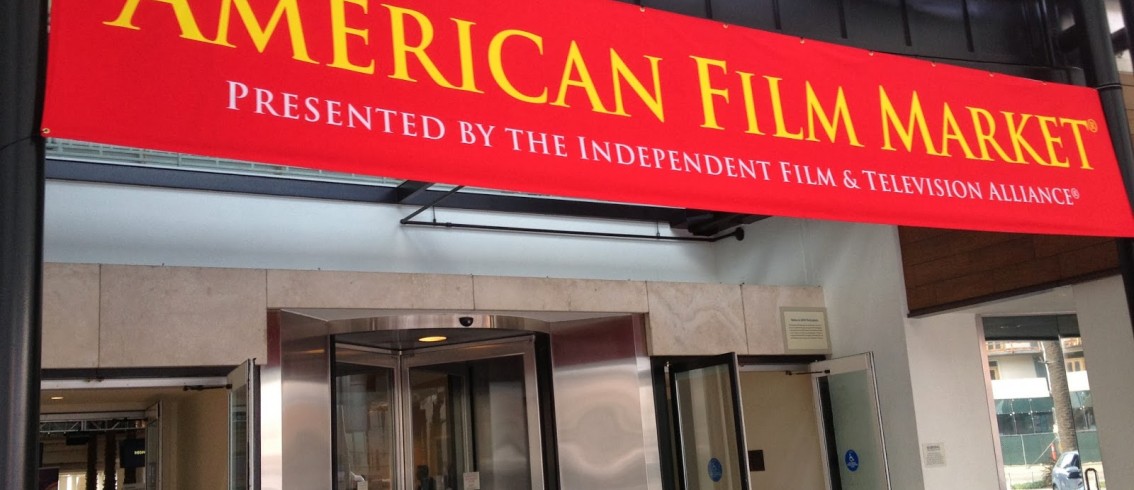 AMERICAN FILM MARKET®
PRESENTED BY THE INDEPENDENT FILM & TELEVISION ALLIANCE®